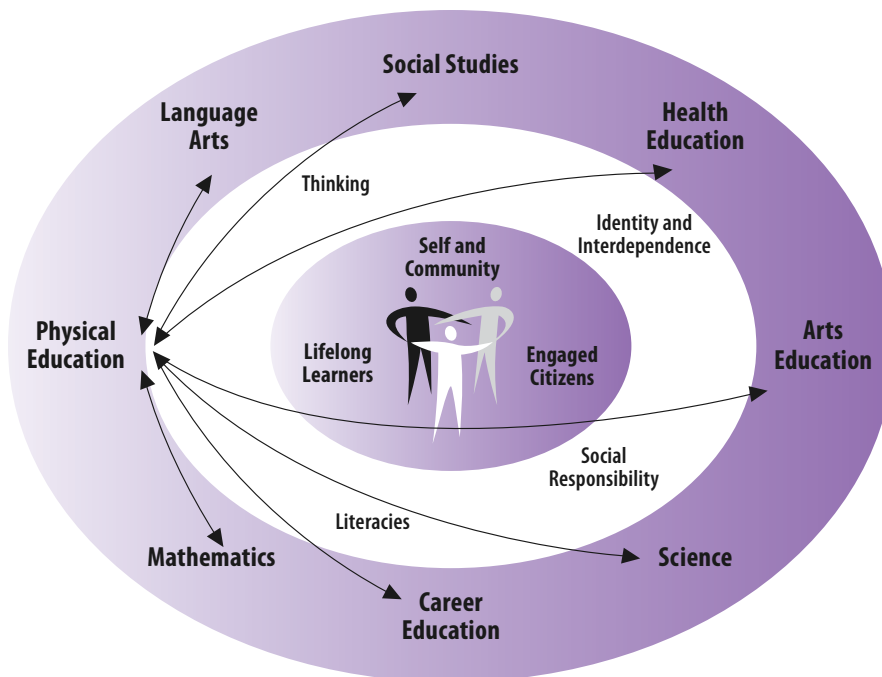 Social Studies
Language
Arts
Health
Education
Thinking
Identity and
Interdependence
Self and
Community
Physical
Education
Lifelong
Learners
Engaged
Citizens
Arts
Education
Social
Responsibility
Literacies
Mathematics
Science
Career
Education